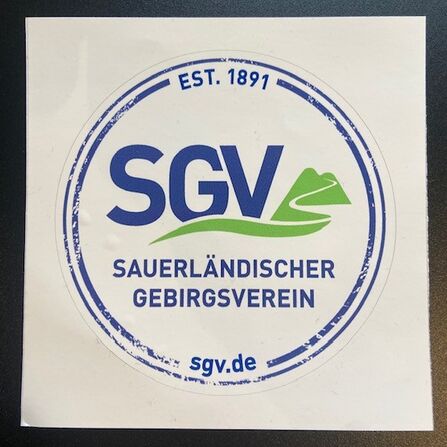 EST. 1891
SGV
SAUERLÄNDISCHER
GEBIRGSVEREIN
sgv.de